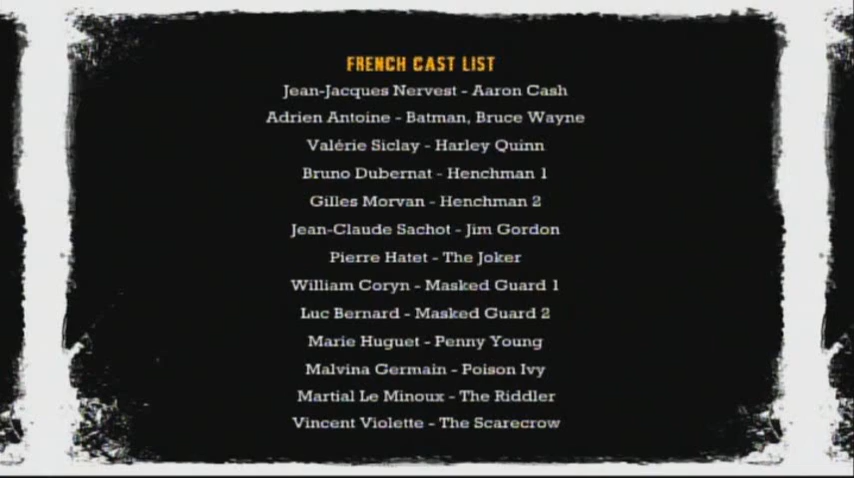 FRENCH CAST LIST
Jean-Jacques Nervest - Aaron Cash
Adrien Antoine - Batman, Bruce Wayne
Valérie Siclay - Harley Quinn
Bruno Dubernat - Henchman 1
Gilles Morvan - Henchman 2
Jean-Claude Sachot - Jim Gordon
Pierre Hatet - The Joker
William Coryn - Masked Guard 1
Luc Bernard - Masked Guard 2
Marie Huguet - Penny Young
Malvina Germain - Poison Ivy
Martial Le Minoux - The Riddler
Vincent Violette - The Scarecrow